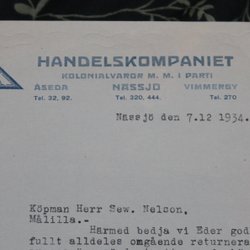 HANDELSKOMPANIET
KOLONIALVAROR M. M. I PARTI
ÅSEDA NÄSSJÖ VIMMERBY
Tel. 32, 92. Tel. 320, 444. Tel. 270
Nässjö den 7.12 1934.
Köpman Herr Sew. Nelson,
Målilla.-
Härmed bedja vi Eder god
fullt alldeles omgående returners